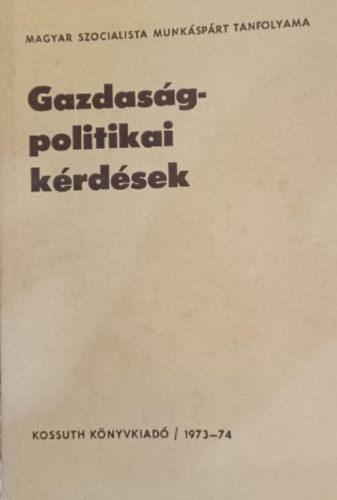 MAGYAR SZOCIALISTA MUNKÁSPÁRT TANFOLYAMA
Gazdaság-
politikai
kérdések
KOSSUTH KÖNYVKIADÓ / 1973—74